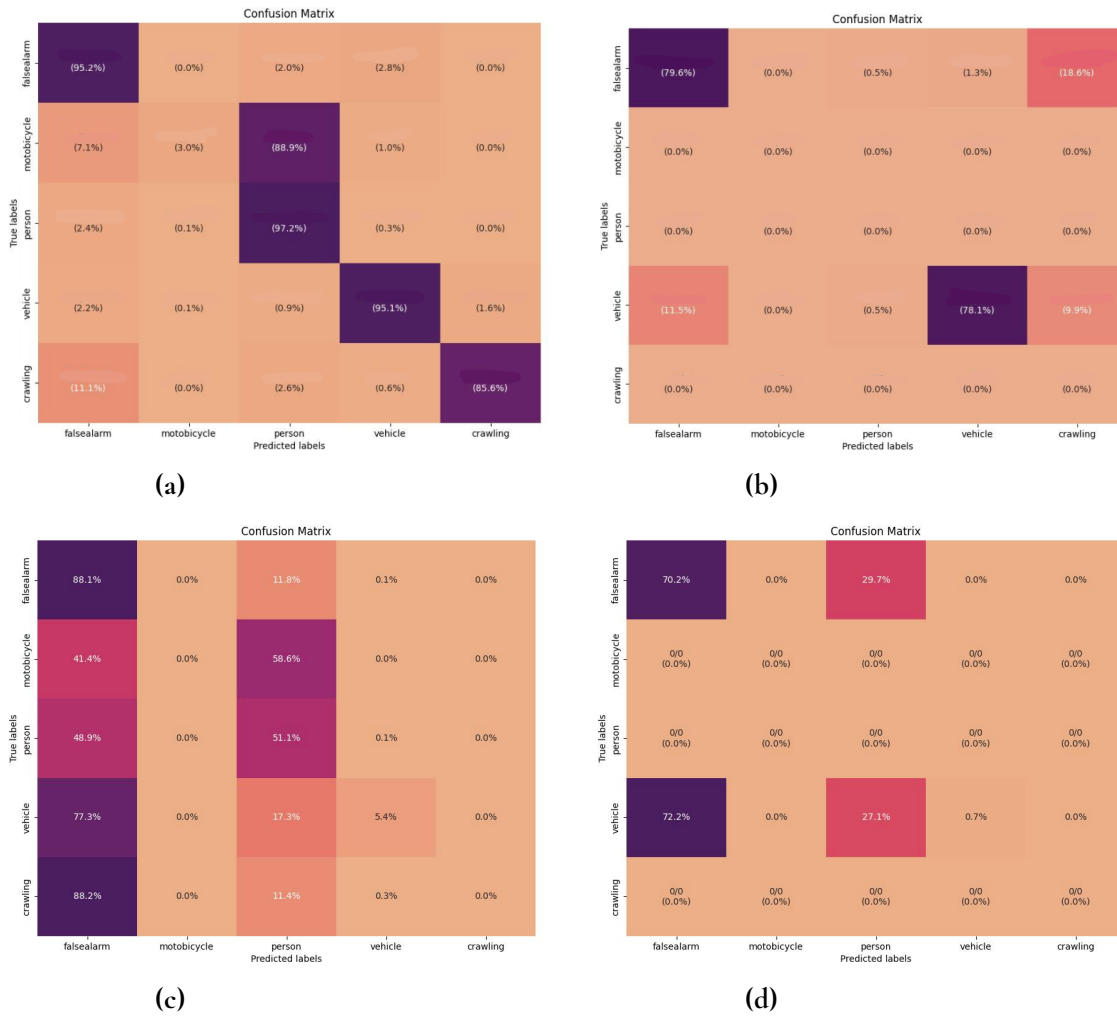 Confusion Matrix
falsealarm (95.2%) (0.0%) (2.0%) (2.8%) (0.0%)
motobicycle (7.1%) (3.0%) (88.9%) (1.0%) (0.0%)
True labels
person (2.4%) (0.1%) (97.2%) (0.3%) (0.0%)
vehicle (2.2%) (0.1%) (0.9%) (95.1%) (1.6%)
crawling (11.1%) (0.0%) (2.6%) (0.6%) (85.6%)
falsealarm motobicycle person vehicle crawling
Predicted labels
(a)
Confusion Matrix
falsealarm (79.6%) (0.0%) (0.5%) (1.3%) (18.6%)
motobicycle (0.0%) (0.0%) (0.0%) (0.0%) (0.0%)
True labels
person (0.0%) (0.0%) (0.0%) (0.0%) (0.0%)
vehicle (11.5%) (0.0%) (0.5%) (78.1%) (9.9%)
crawling (0.0%) (0.0%) (0.0%) (0.0%) (0.0%)
falsealarm motobicycle person vehicle crawling
Predicted labels
(b)
Confusion Matrix
falsealarm 88.1% 0.0% 11.8% 0.1% 0.0%
motobicycle 41.4% 0.0% 58.6% 0.0% 0.0%
True labels
person 48.9% 0.0% 51.1% 0.1% 0.0%
vehicle 77.3% 0.0% 17.3% 5.4% 0.0%
crawling 88.2% 0.0% 11.4% 0.3% 0.0%
falsealarm motobicycle person vehicle crawling
Predicted labels
(c)
Confusion Matrix
falsealarm 70.2% 0.0% 29.7% 0.0% 0.0%
motobicycle 0/0 0/0 0/0 0/0 0/0
(0.0%) (0.0%) (0.0%) (0.0%) (0.0%)
True labels
person 0/0 0/0 0/0 0/0 0/0
(0.0%) (0.0%) (0.0%) (0.0%) (0.0%)
vehicle 72.2% 0.0% 27.1% 0.7% 0.0%
crawling 0/0 0/0 0/0 0/0 0/0
(0.0%) (0.0%) (0.0%) (0.0%) (0.0%)
falsealarm motobicycle person vehicle crawling
Predicted labels
(d)